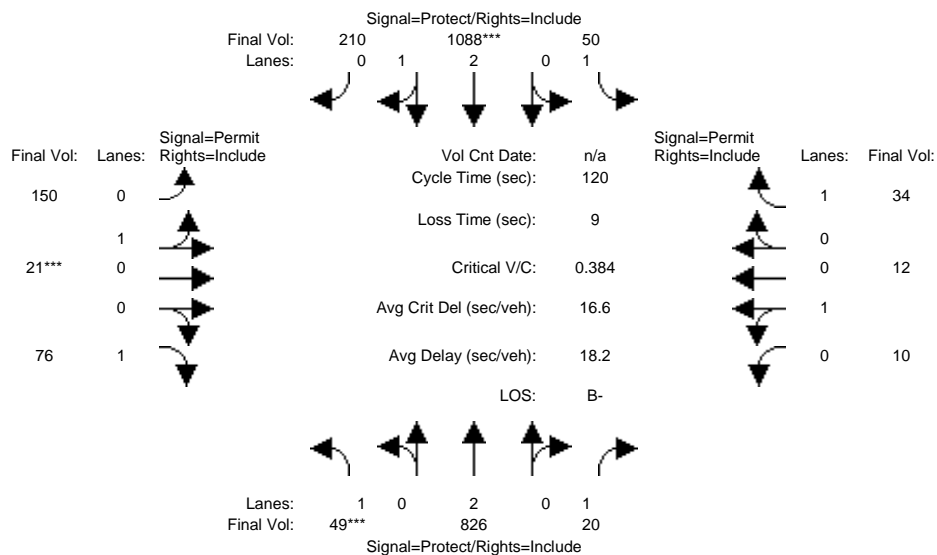 Signal=Protect/Rights=Include
Final Vol: 210 1088*** 50
Lanes: 0 1 2 0 1
Signal=Permit
Final Vol: Lanes: Rights=Include
Vol Cnt Date: n/a
Signal=Permit
Rights=Include Lanes: Final Vol:
Cycle Time (sec): 120
150 0
1 34
Loss Time (sec): 9
1
0
21*** 0
Critical V/C: 0.384
0 12
0
Avg Crit Del (sec/veh): 16.6
1
76 1
Avg Delay (sec/veh): 18.2
0 10
LOS: B-
Lanes: 1 0 2 0 1
Final Vol: 49*** 826 20
Signal=Protect/Rights=Include